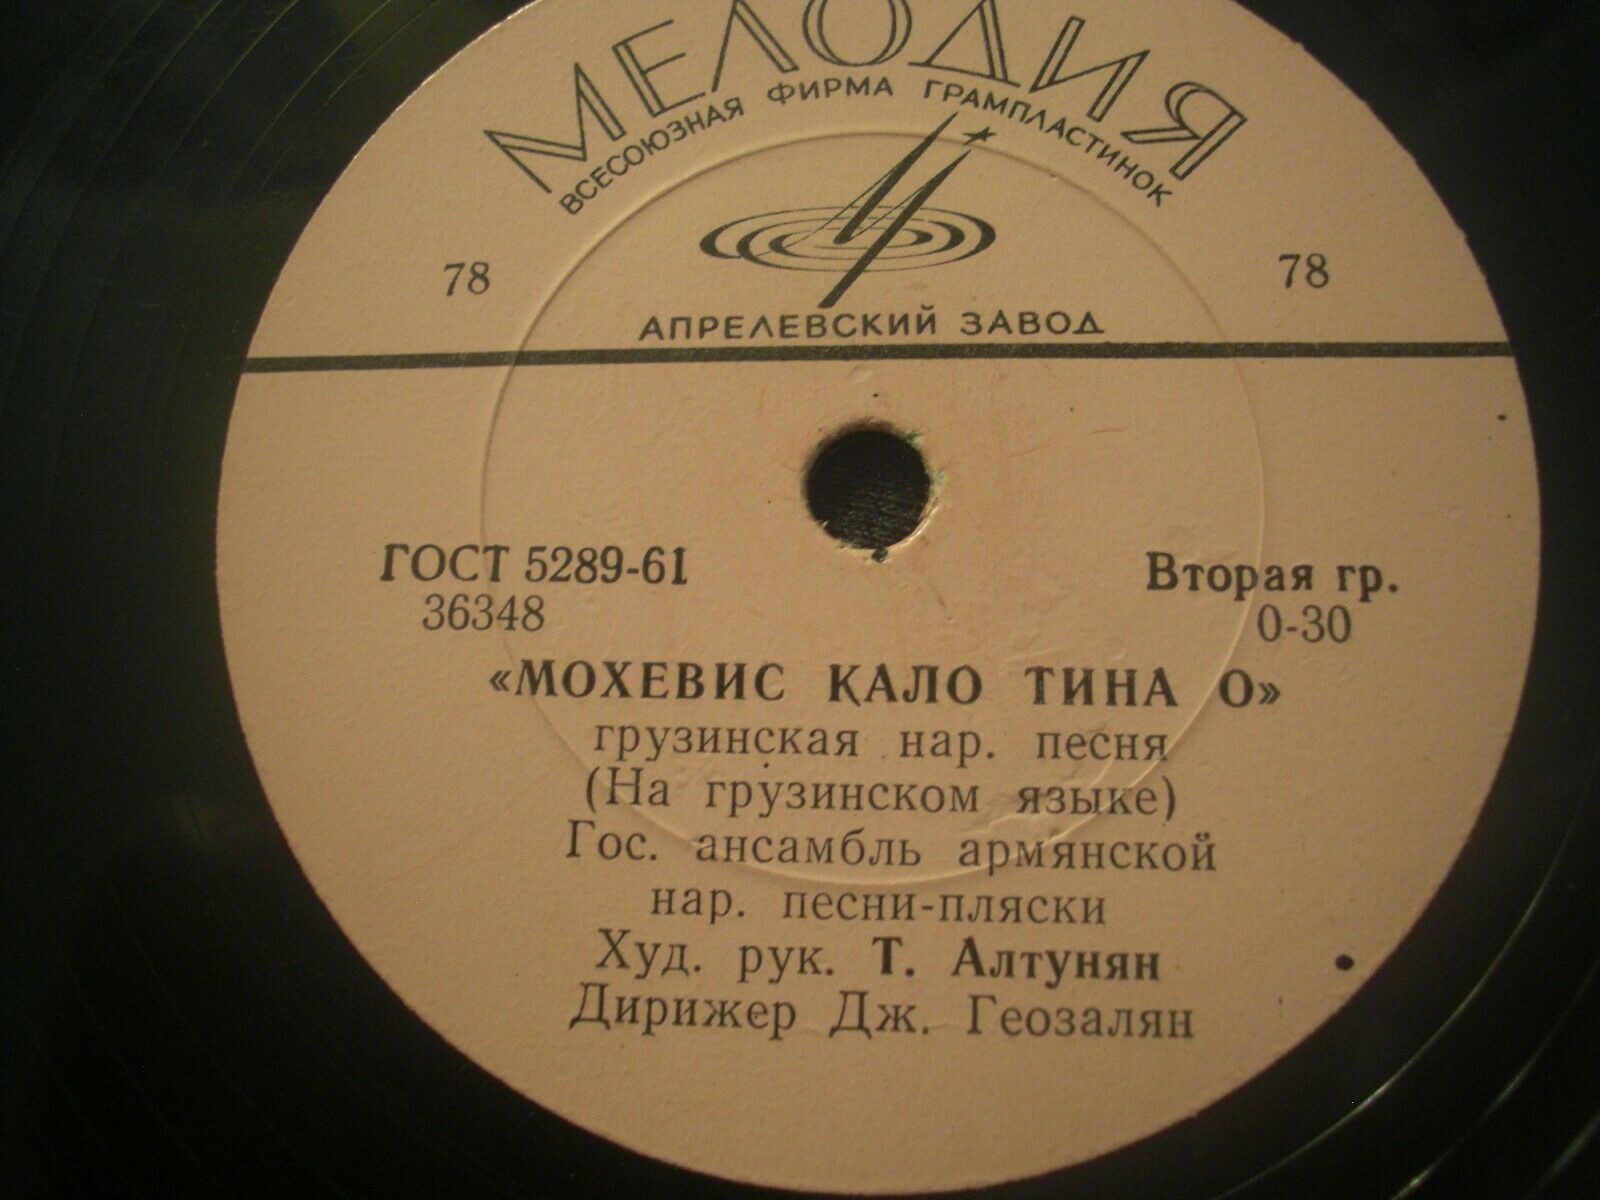 МЕЛОДИЯ
ВСЕСОЮЗНАЯ ФИРМА ГРАМПЛАСТИНОК
78 78
АПРЕЛЕВСКИЙ ЗАВОД
ГОСТ 5289-61 Вторая гр.
36348 0-30
«МОХЕВИС ҚАЛО ТИНА О»
грузинская нар. песня
(На грузинском языке)
Гос. ансамбль армянской
нар. песни-пляски
Худ. рук. Т. Алтунян
Дирижер Дж. Геозалян